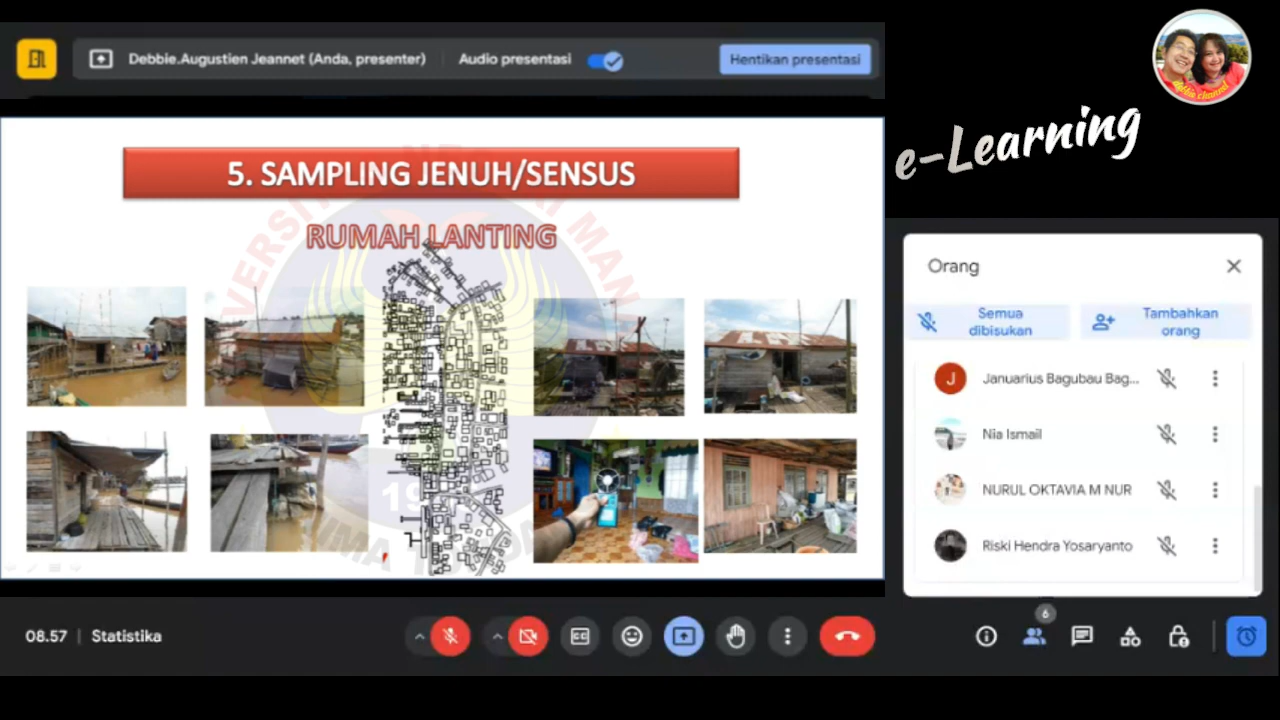 Debbie.Augustien Jeannet (Anda, presenter)
Audio presentasi
Hentikan presentasi
e-Learning
5. SAMPLING JENUH/SENSUS
RUMAH LANTING
Orang
Semua
dibisukan
Tambahkan
orang
J
Januarius Bagubau Bag...
Nia Ismail
NURUL OKTAVIA M NUR
Riski Hendra Yosaryanto
08.57 | Statistika
6